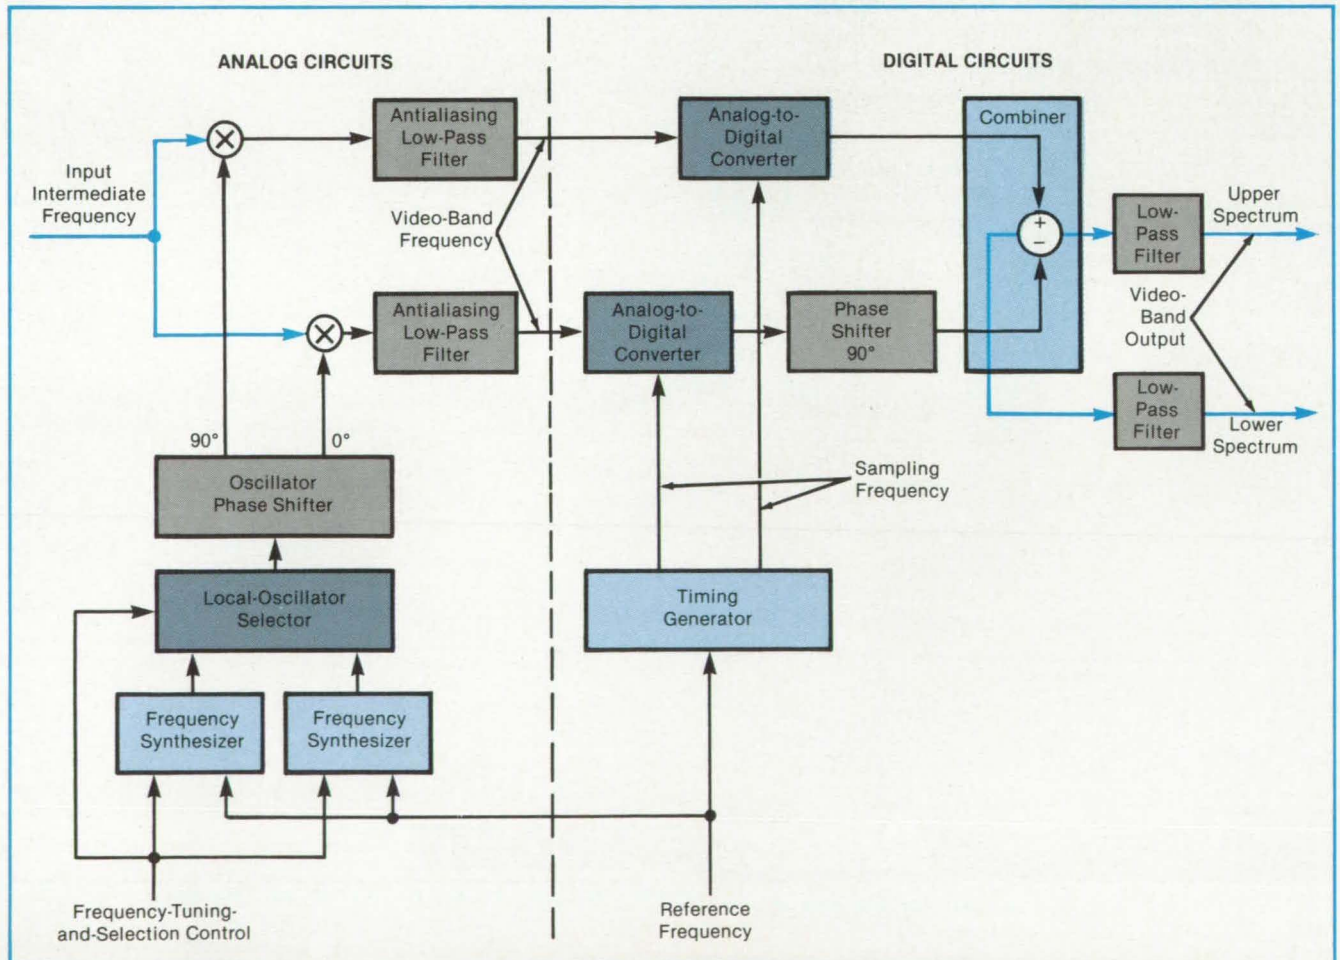 ANALOG CIRCUITS
DIGITAL CIRCUITS
Input
Intermediate
Frequency
×
Antialiasing
Low-Pass
Filter
Video-Band
Frequency
×
Antialiasing
Low-Pass
Filter
90°
0°
Oscillator
Phase Shifter
Local-Oscillator
Selector
Frequency
Synthesizer
Frequency
Synthesizer
Frequency-Tuning-
and-Selection Control
Analog-to-
Digital
Converter
Analog-to-
Digital
Converter
Phase
Shifter
90°
Combiner
+
−
Low-
Pass
Filter
Upper
Spectrum
Video-
Band
Output
Low-
Pass
Filter
Lower
Spectrum
Sampling
Frequency
Timing
Generator
Reference
Frequency